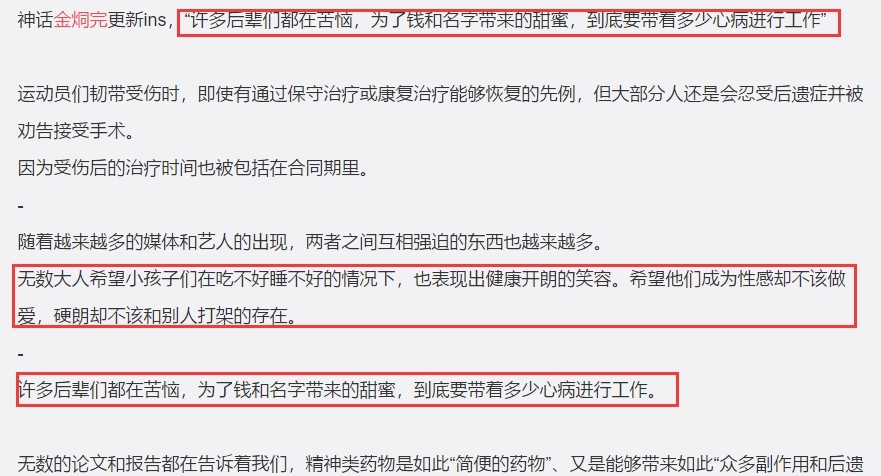 神话金烔完更新ins，“许多后辈们都在苦恼，为了钱和名字带来的甜蜜，到底要带着多少心病进行工作”
运动员们韧带受伤时，即使有通过保守治疗或康复治疗能够恢复的先例，但大部分人还是会忍受后遗症并被
劝告接受手术。
因为受伤后的治疗时间也被包括在合同期里。
-
随着越来越多的媒体和艺人的出现，两者之间互相强迫的东西也越来越多。
无数大人希望小孩子们在吃不好睡不好的情况下，也表现出健康开朗的笑容。希望他们成为性感却不该做
爱，硬朗却不该和别人打架的存在。
-
许多后辈们都在苦恼，为了钱和名字带来的甜蜜，到底要带着多少心病进行工作。
无数的论文和报告都在告诉着我们，精神类药物是如此“简便的药物”、又是能够带来如此“众多副作用和后遗